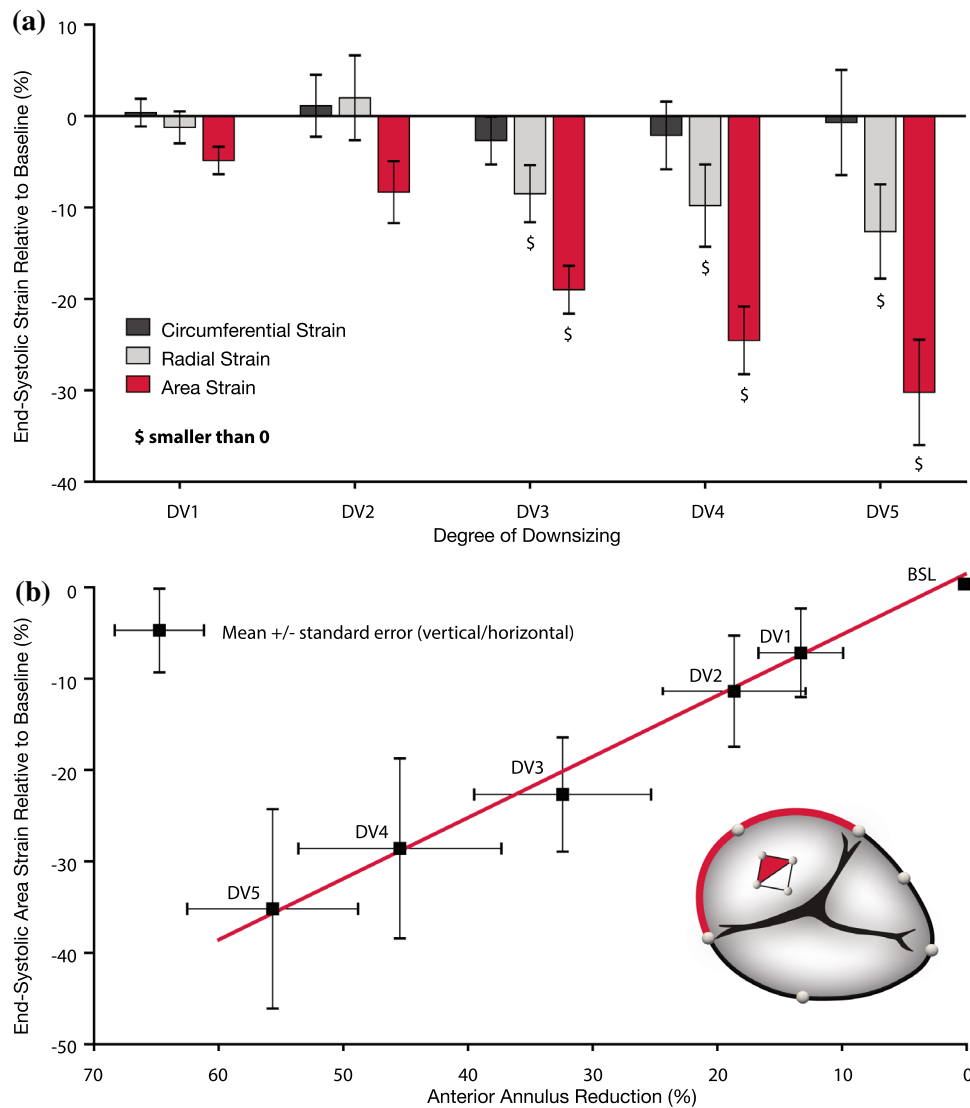 (a)
End-Systolic Strain Relative to Baseline (%)
10
0
-10
-20
-30
-40
$
$
$
$
$
$
Circumferential Strain
Radial Strain
Area Strain
$ smaller than 0
DV1 DV2 DV3 DV4 DV5
Degree of Downsizing
(b)
End-Systolic Area Strain Relative to Baseline (%)
0
-10
-20
-30
-40
-50
Mean +/- standard error (vertical/horizontal)
BSL
DV1
DV2
DV3
DV4
DV5
70 60 50 40 30 20 10 0
Anterior Annulus Reduction (%)